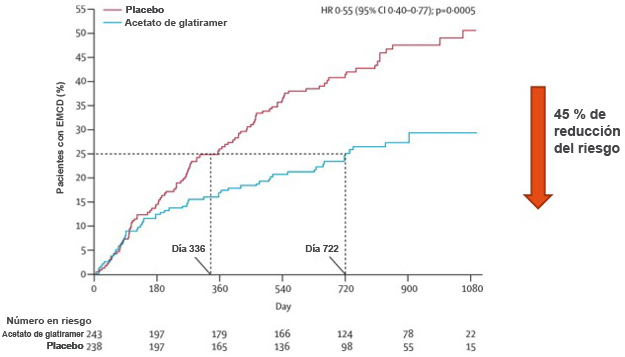 HR 0·55 (95% CI 0·40–0·77); p=0·0005
Placebo
Acetato de glatiramer
Pacientes con EMCD (%)
55
50
45
40
35
30
25
20
15
10
5
0
Día 336
Día 722
0 180 360 540 720 900 1080
Day
45 % de
reducción
del riesgo
Número en riesgo
Acetato de glatiramer 243 197 179 166 124 78 22
Placebo 238 197 165 136 98 55 15